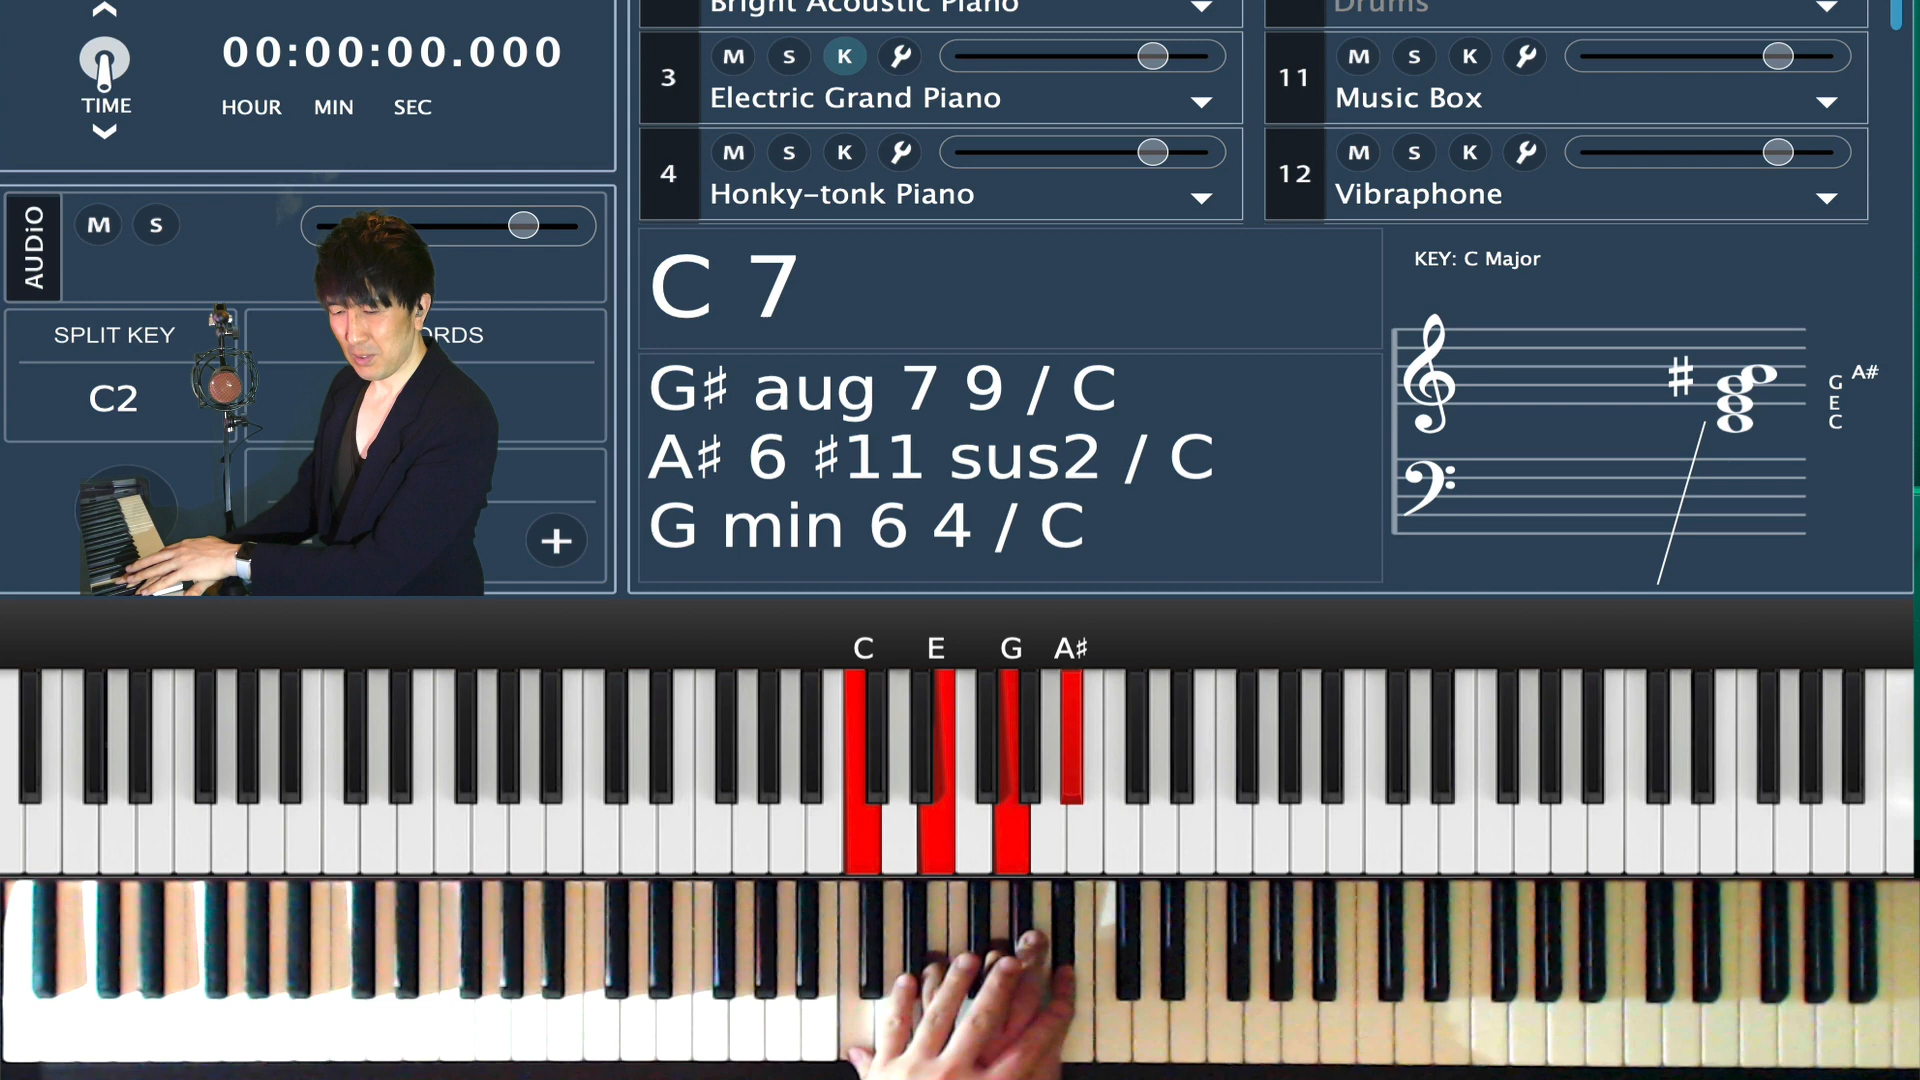 Bright Acoustic Piano
Drums
00:00:00.000
TIME
HOUR MIN SEC
3
M S K
Electric Grand Piano
11
M S K
Music Box
4
M S K
Honky-tonk Piano
12
M S K
Vibraphone
AUDiO
M S
SPLIT KEY
ORDS
C2
+
C 7
G♯ aug 7 9 / C
A♯ 6 ♯11 sus2 / C
G min 6 4 / C
KEY: C Major
A#
G
E
C
C E G A♯